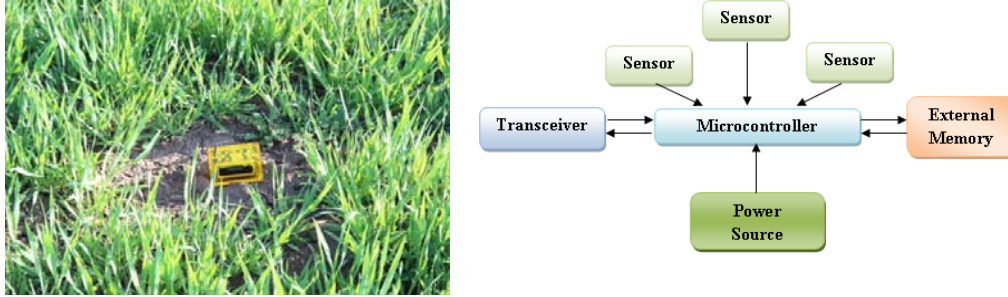 Sensor
Sensor
Sensor
Transceiver
Microcontroller
External
Memory
Power
Source